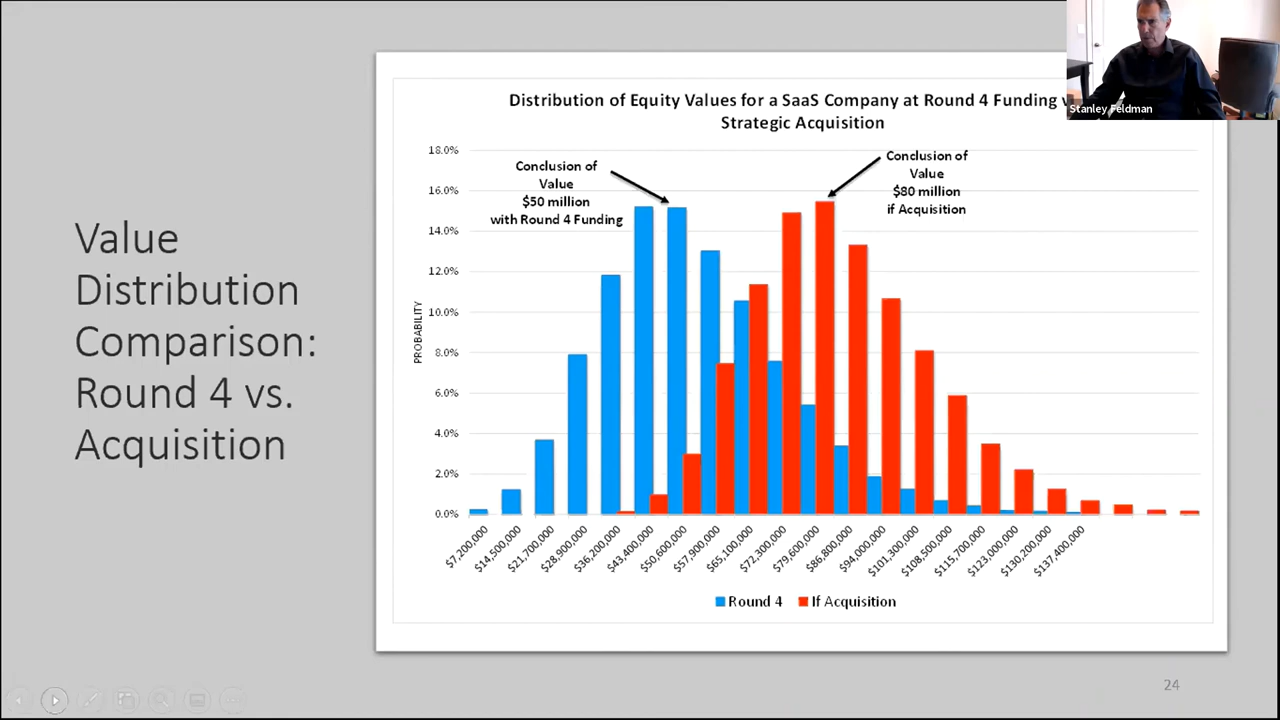 Stanley Feldman
Value
Distribution
Comparison:
Round 4 vs.
Acquisition
Distribution of Equity Values for a SaaS Company at Round 4 Funding
Strategic Acquisition
Conclusion of
Value
$50 million
with Round 4 Funding
Conclusion of
Value
$80 million
if Acquisition
PROBABILITY
18.0%
16.0%
14.0%
12.0%
10.0%
8.0%
6.0%
4.0%
2.0%
0.0%
$7,200,000
$14,500,000
$21,700,000
$28,900,000
$36,200,000
$43,400,000
$50,600,000
$57,900,000
$65,100,000
$72,300,000
$79,600,000
$86,800,000
$94,000,000
$101,300,000
$108,500,000
$115,700,000
$123,000,000
$130,200,000
$137,400,000
Round 4
If Acquisition
24